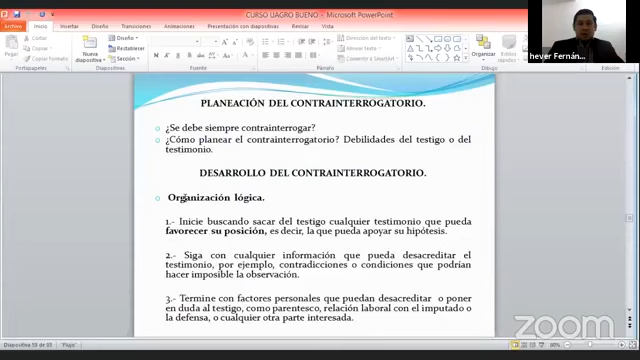 CURSO UAGRO BUENO - Microsoft PowerPoint
Archivo Inicio Insertar Diseño Transiciones Animaciones Presentación con diapositivas Revisar Vista
Cortar
Copiar
Pegar
Copiar formato
Portapapeles
Nueva diapositiva
Diseño
Restablecer
Sección
Diapositivas
Fuente
Dirección del texto
Párrafo
Organizar
Dibujo
Edición
hever Fernán...
PLANEACIÓN DEL CONTRAINTERROGATORIO.
¿Se debe siempre contrainterrogar?
¿Cómo planear el contrainterrogatorio? Debilidades del testigo o del
testimonio.
DESARROLLO DEL CONTRAINTERROGATORIO.
Organización lógica.
1.- Inicie buscando sacar del testigo cualquier testimonio que pueda
favorecer su posición, es decir, la que pueda apoyar su hipótesis.
2.- Siga con cualquier información que pueda desacreditar el
testimonio, por ejemplo, contradicciones o condiciones que podrían
hacer imposible la observación.
3.- Termine con factores personales que puedan desacreditar o poner
en duda al testigo, como parentesco, relación laboral con el imputado o
la defensa, o cualquier otra parte interesada.
zoom
"Flujo"
80%